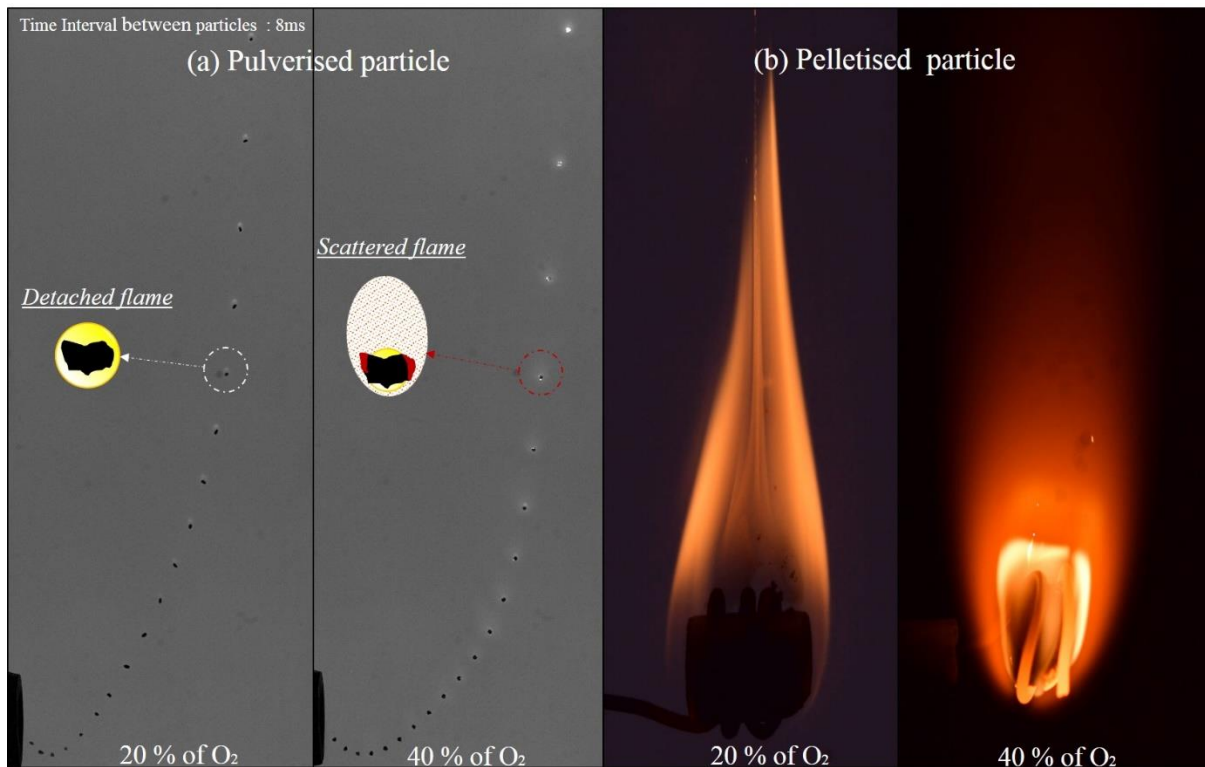 Time Interval between particles : 8ms
(a) Pulverised particle
(b) Pelletised particle
Scattered flame
Detached flame
20 % of O₂
40 % of O₂
20 % of O₂
40 % of O₂